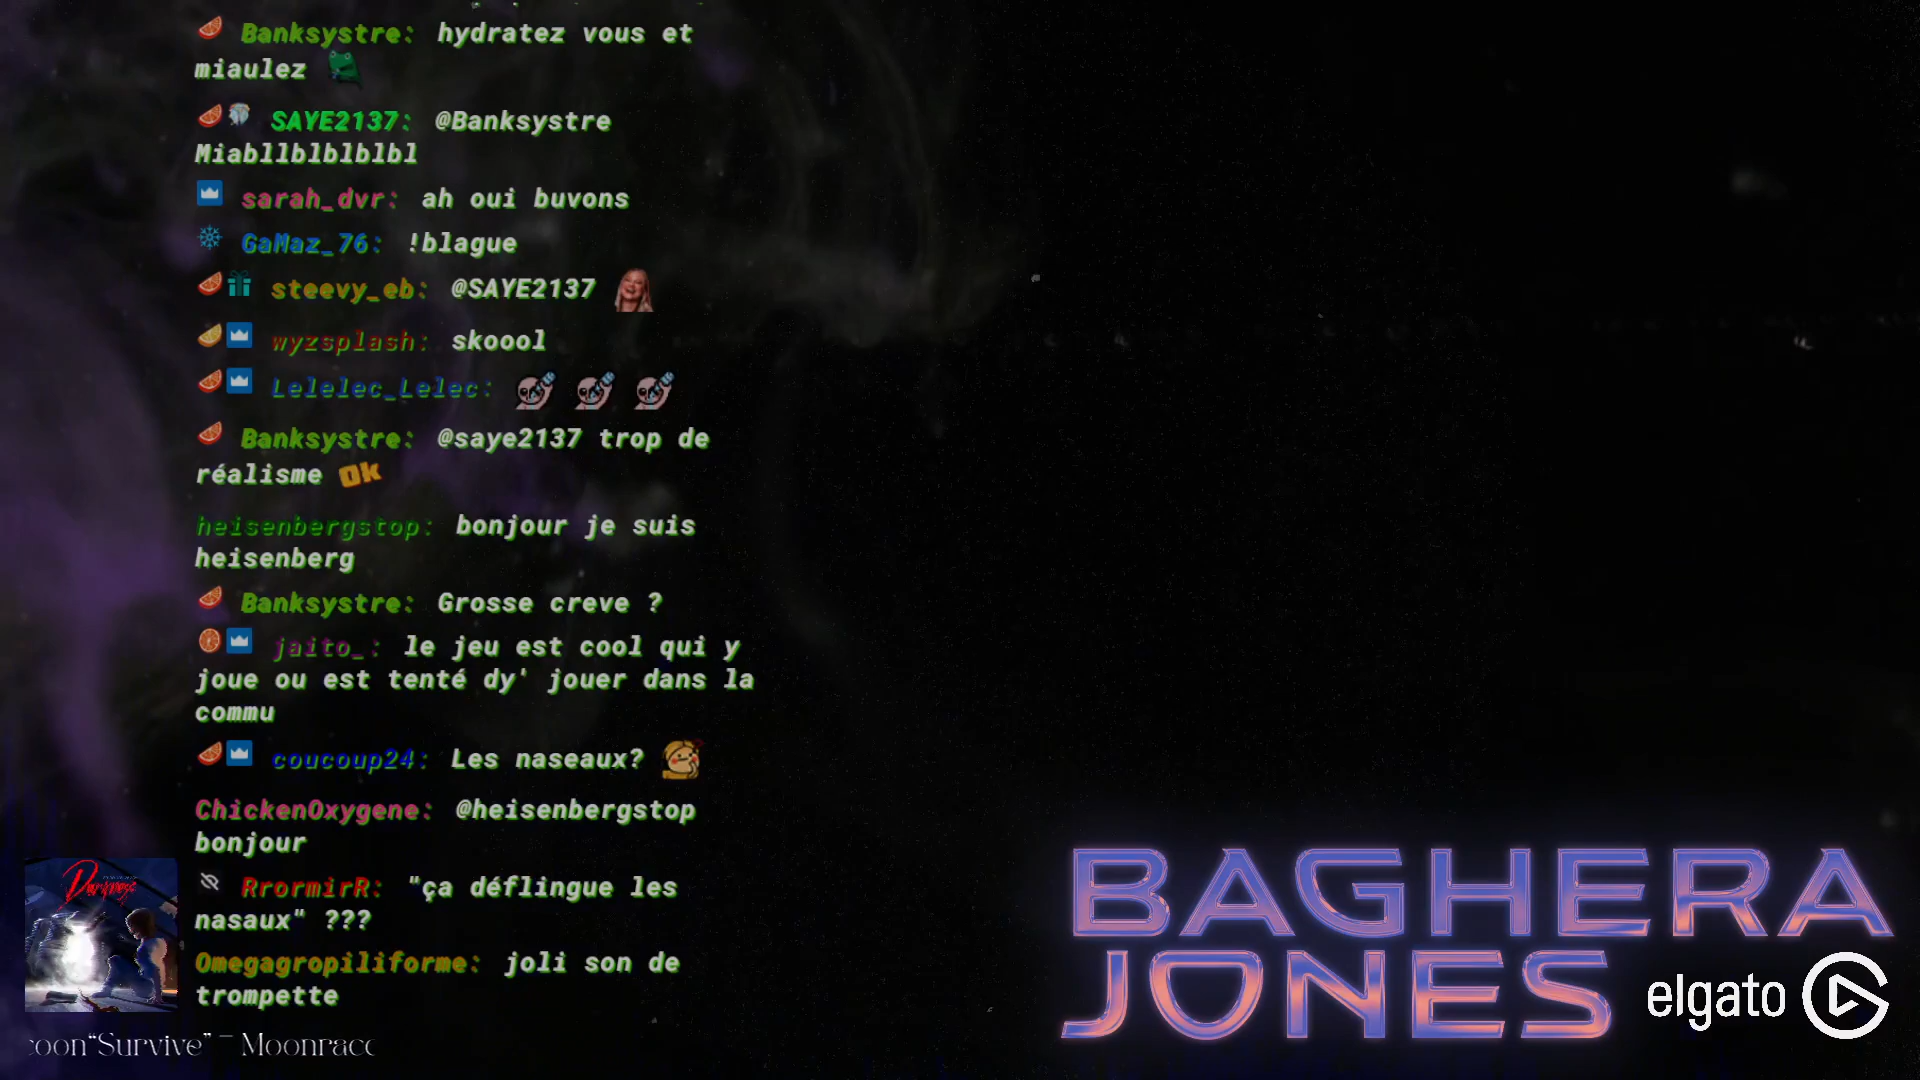 Banksystre: hydratez vous et
miaulez
SAYE2137: @Banksystre
Miabllblblblbl
sarah_dvr: ah oui buvons
GaMaz_76: !blague
steevy_eb: @SAYE2137
wyzsplash: skoool
Lelelec_Lelec:
Banksystre: @saye2137 trop de
réalisme OK
heisenbergstop: bonjour je suis
heisenberg
Banksystre: Grosse creve ?
jaito_: le jeu est cool qui y
joue ou est tenté dy' jouer dans la
commu
coucoup24: Les naseaux?
ChickenOxygene: @heisenbergstop
bonjour
RrormirR: "ça déflingue les
nasaux" ???
Omegagropiliforme: joli son de
trompette
Darkness
coon“Survive” – Moonracc
BAGHERA
JONES
elgato